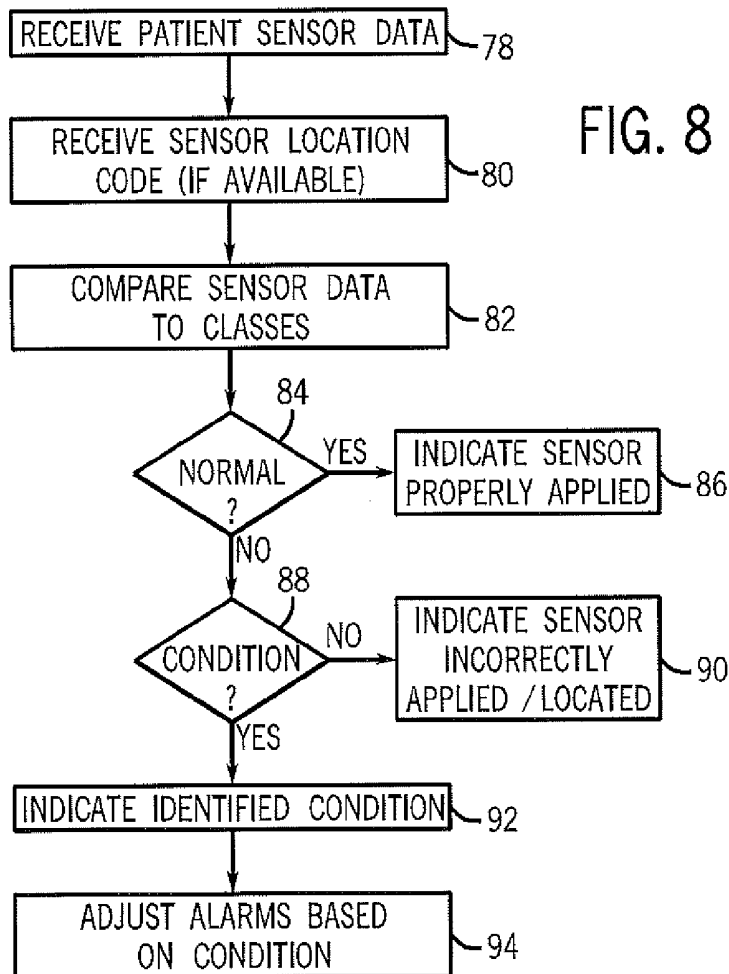 RECEIVE PATIENT SENSOR DATA
78
FIG. 8
RECEIVE SENSOR LOCATION
CODE (IF AVAILABLE)
80
COMPARE SENSOR DATA
TO CLASSES
82
84
NORMAL
?
YES
INDICATE SENSOR
PROPERLY APPLIED
86
NO
88
CONDITION
?
NO
INDICATE SENSOR
INCORRECTLY
APPLIED / LOCATED
90
YES
INDICATE IDENTIFIED CONDITION
92
ADJUST ALARMS BASED
ON CONDITION
94